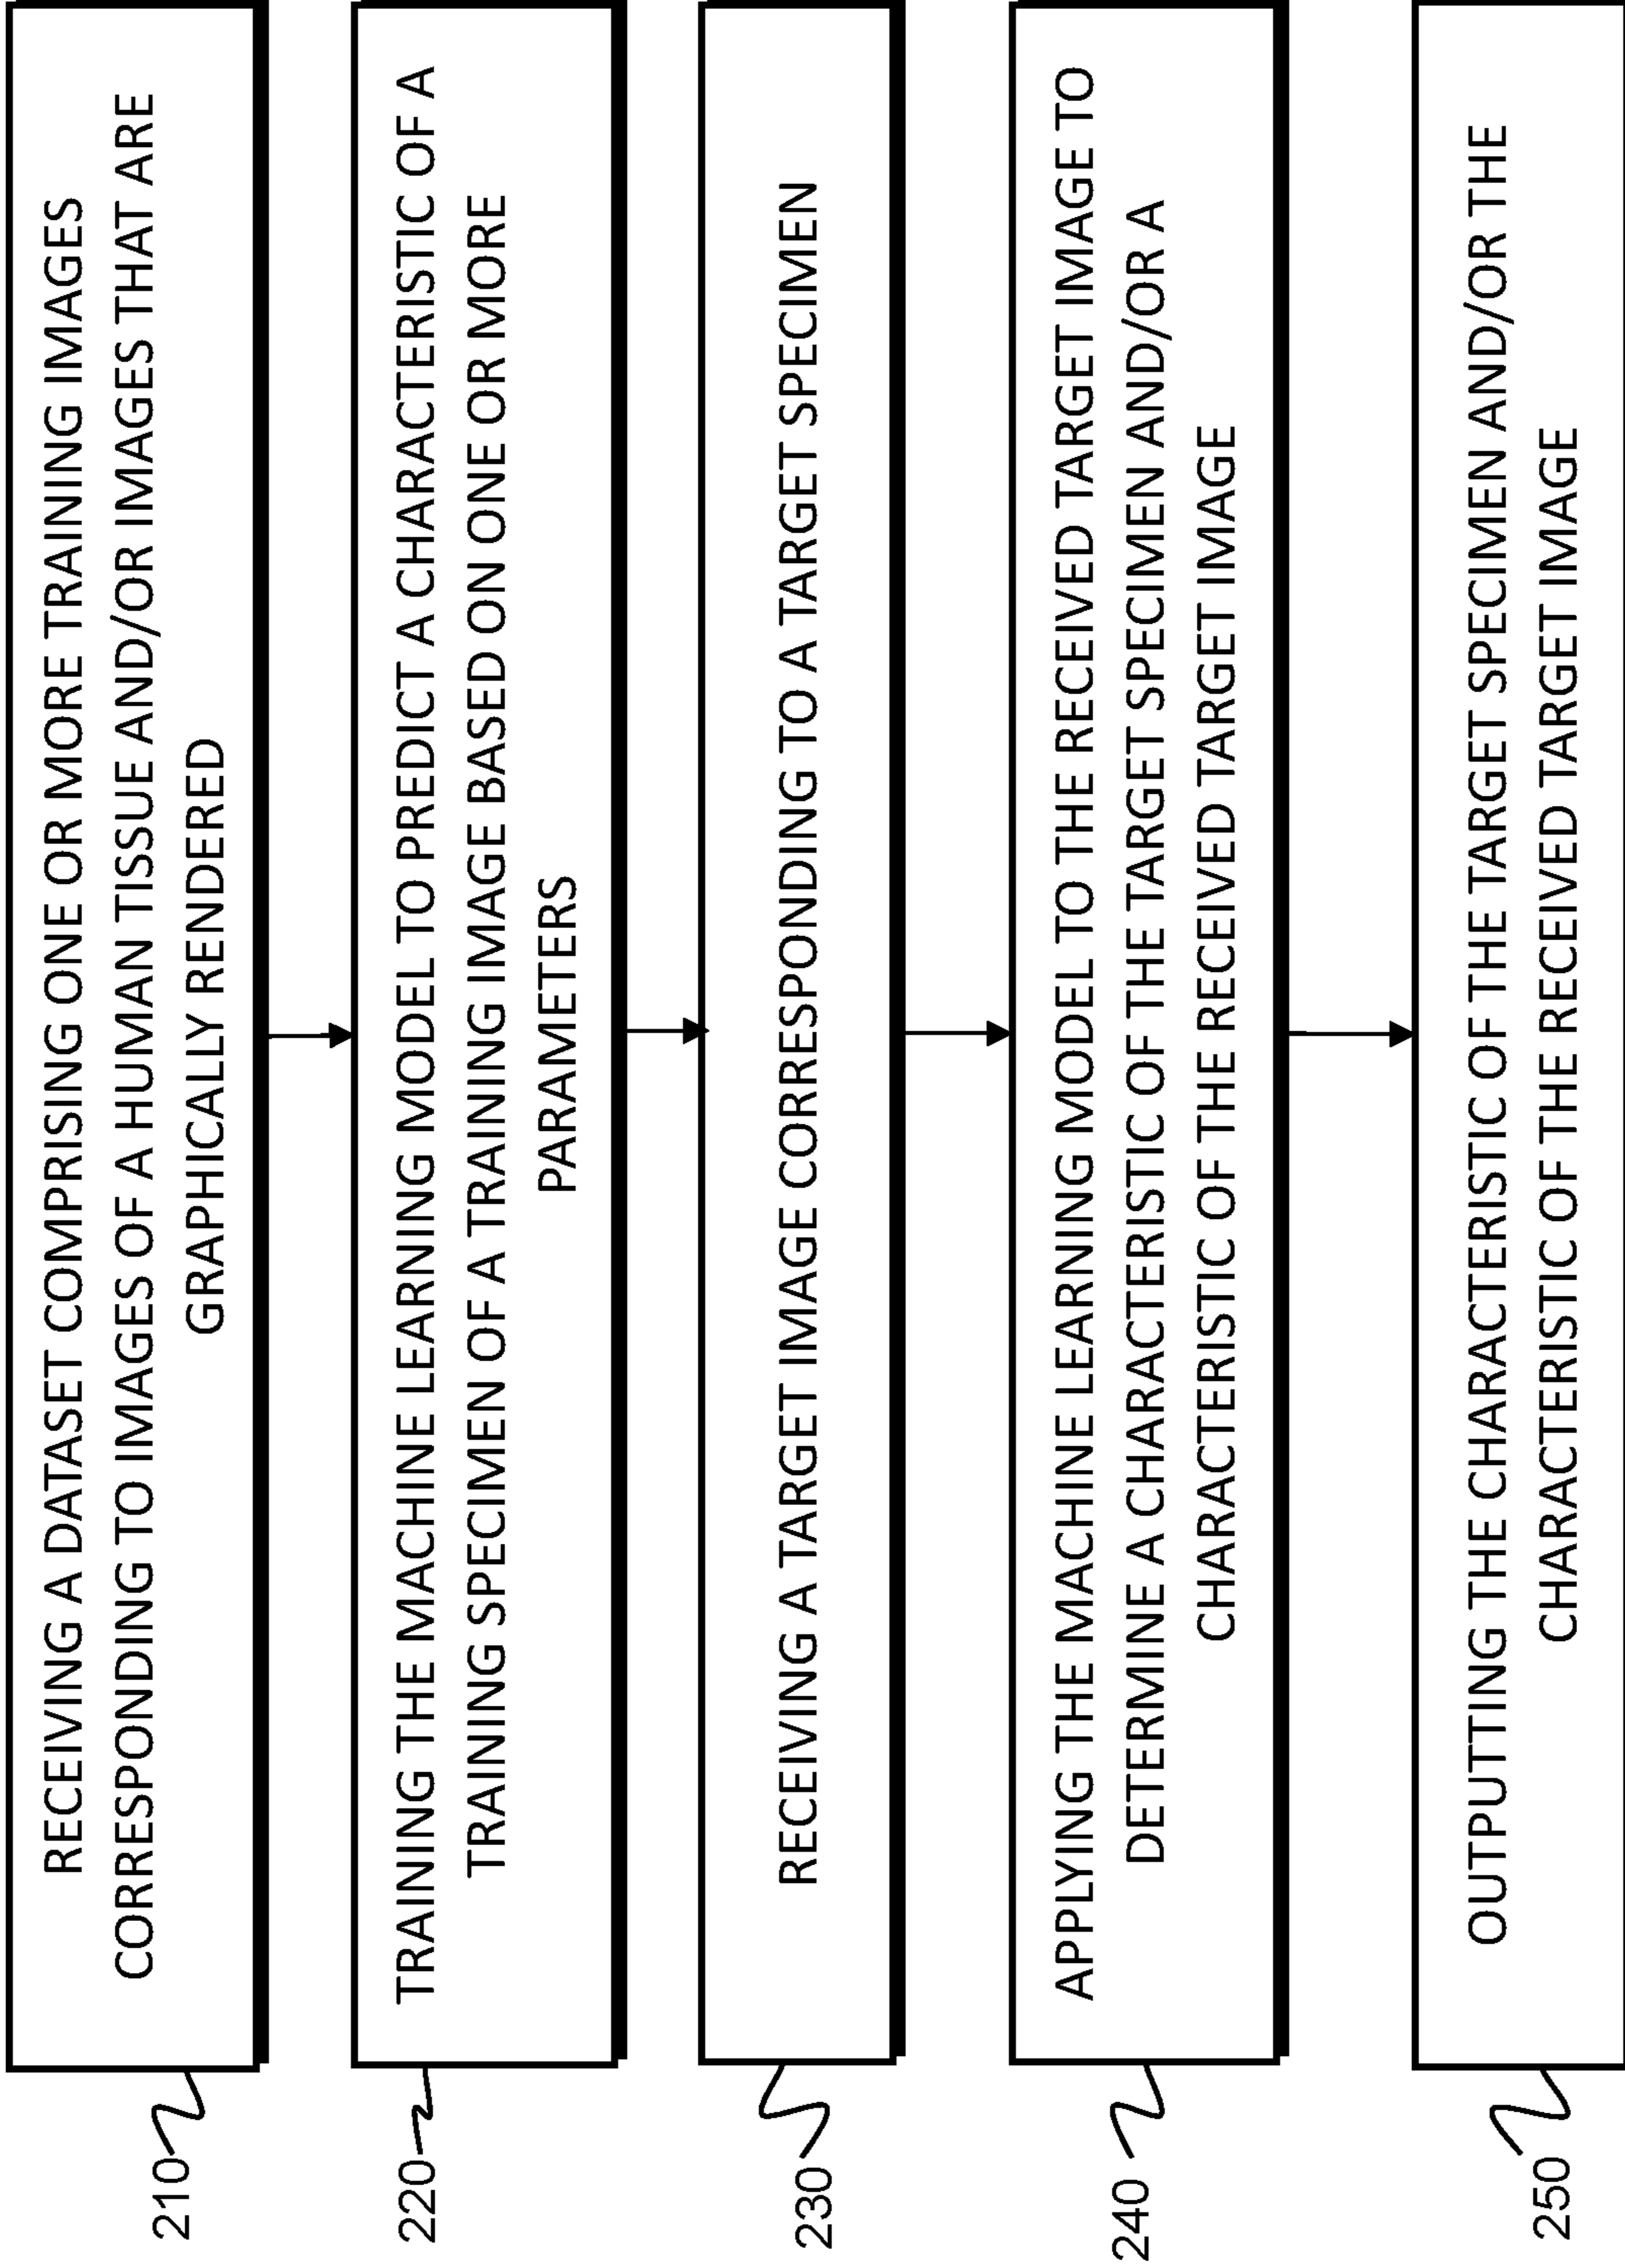 210
RECEIVING A DATASET COMPRISING ONE OR MORE TRAINING IMAGES
CORRESPONDING TO IMAGES OF A HUMAN TISSUE AND/OR IMAGES THAT ARE
GRAPHICALLY RENDERED
220
TRAINING THE MACHINE LEARNING MODEL TO PREDICT A CHARACTERISTIC OF A
TRAINING SPECIMEN OF A TRAINING IMAGE BASED ON ONE OR MORE
PARAMETERS
230
RECEIVING A TARGET IMAGE CORRESPONDING TO A TARGET SPECIMEN
240
APPLYING THE MACHINE LEARNING MODEL TO THE RECEIVED TARGET IMAGE TO
DETERMINE A CHARACTERISTIC OF THE TARGET SPECIMEN AND/OR A
CHARACTERISTIC OF THE RECEIVED TARGET IMAGE
250
OUTPUTTING THE CHARACTERISTIC OF THE TARGET SPECIMEN AND/OR THE
CHARACTERISTIC OF THE RECEIVED TARGET IMAGE